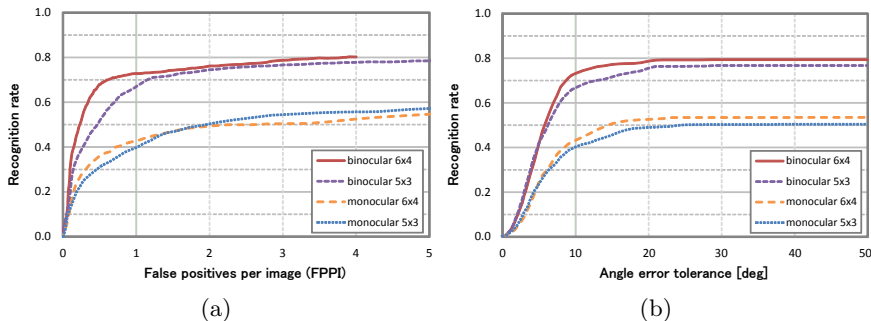 1.0
0.8
0.6
0.4
0.2
0.0
Recognition rate
0 1 2 3 4 5
False positives per image (FPPI)
binocular 6x4
binocular 5x3
monocular 6x4
monocular 5x3
(a)
1.0
0.8
0.6
0.4
0.2
0.0
Recognition rate
0 10 20 30 40 50
Angle error tolerance [deg]
binocular 6x4
binocular 5x3
monocular 6x4
monocular 5x3
(b)